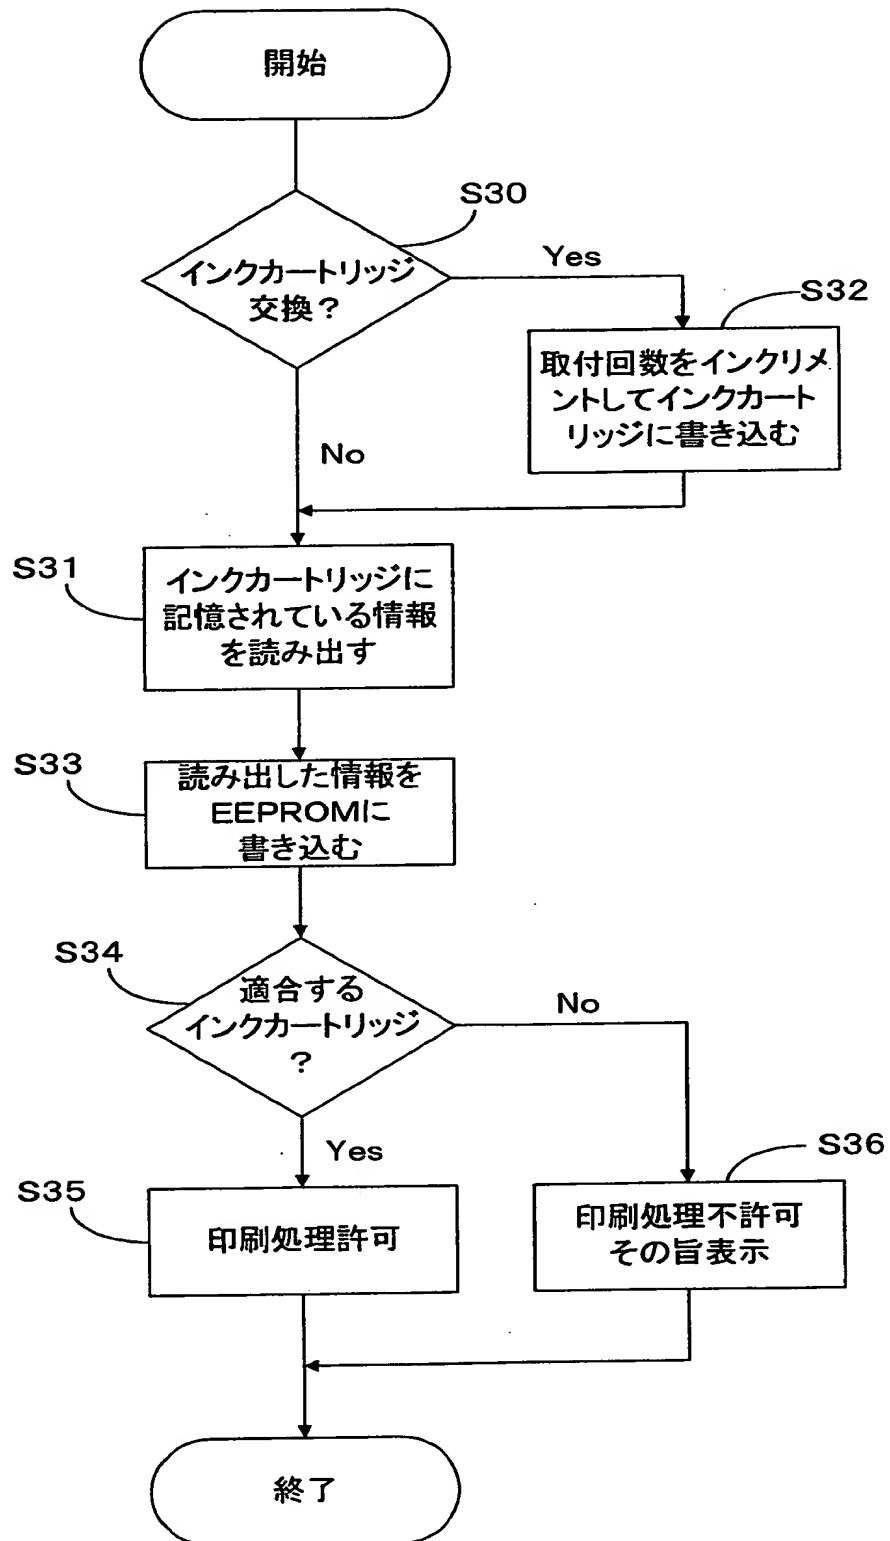 開始
S30
インクカートリッジ
交換？
Yes
S32
取付回数をインクリメ
ントしてインクカート
リッジに書き込む
No
S31
インクカートリッジに
記憶されている情報
を読み出す
S33
読み出した情報を
EEPROMに
書き込む
S34
適合する
インクカートリッジ
？
No
Yes
S36
S35
印刷処理許可
印刷処理不許可
その旨表示
終了